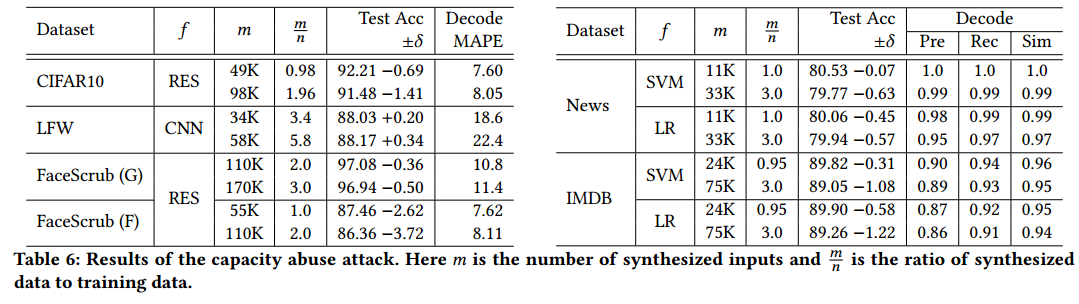 Dataset f m m/n Test Acc ±δ Decode MAPE
CIFAR10 RES 49K 0.98 92.21 −0.69 7.60
98K 1.96 91.48 −1.41 8.05
LFW CNN 34K 3.4 88.03 +0.20 18.6
58K 5.8 88.17 +0.34 22.4
FaceScrub (G) RES 110K 2.0 97.08 −0.36 10.8
170K 3.0 96.94 −0.50 11.4
FaceScrub (F) 55K 1.0 87.46 −2.62 7.62
110K 2.0 86.36 −3.72 8.11
Dataset f m m/n Test Acc ±δ Decode Pre Rec Sim
News SVM 11K 1.0 80.53 −0.07 1.0 1.0 1.0
33K 3.0 79.77 −0.63 0.99 0.99 0.99
LR 11K 1.0 80.06 −0.45 0.98 0.99 0.99
33K 3.0 79.94 −0.57 0.95 0.97 0.97
IMDB SVM 24K 0.95 89.82 −0.31 0.90 0.94 0.96
75K 3.0 89.05 −1.08 0.89 0.93 0.95
LR 24K 0.95 89.90 −0.58 0.87 0.92 0.95
75K 3.0 89.26 −1.22 0.86 0.91 0.94
Table 6: Results of the capacity abuse attack. Here m is the number of synthesized inputs and m/n is the ratio of synthesized
data to training data.